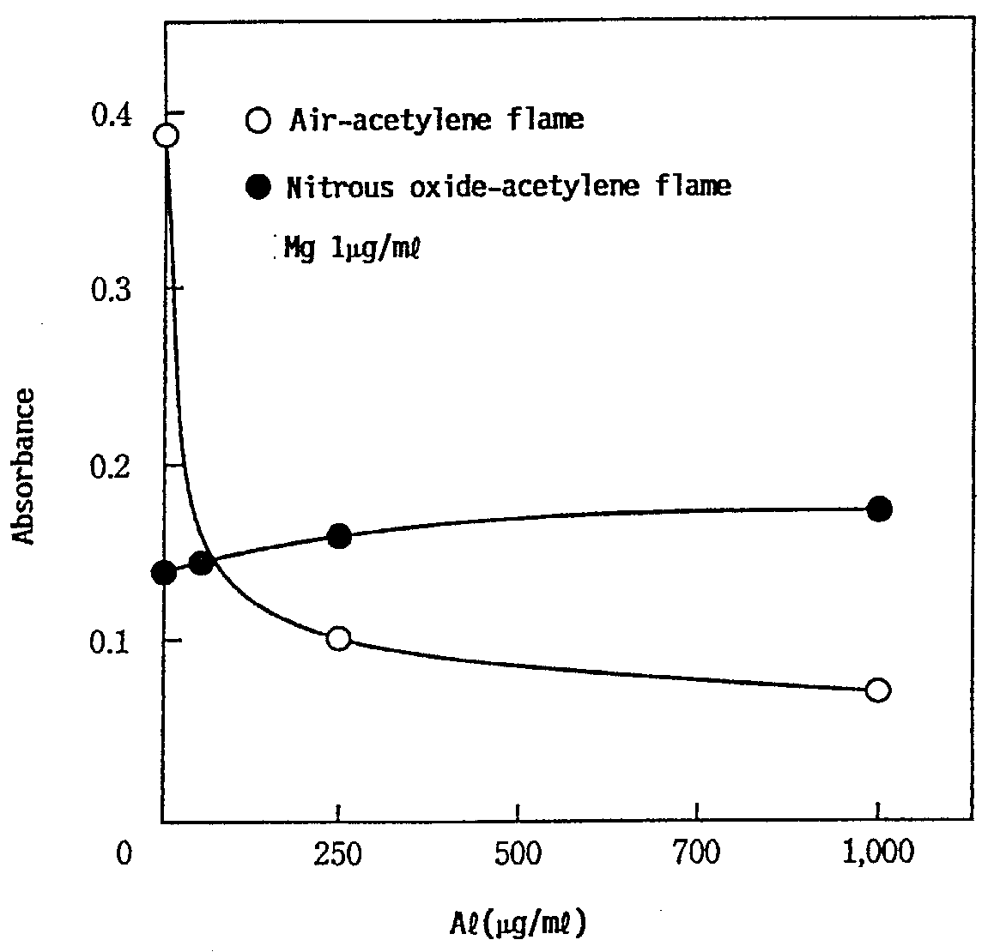 0.4
Air-acetylene flame
Nitrous oxide-acetylene flame
Mg 1μg/mℓ
0.3
Absorbance
0.2
0.1
0 250 500 700 1,000
Aℓ(μg/mℓ)